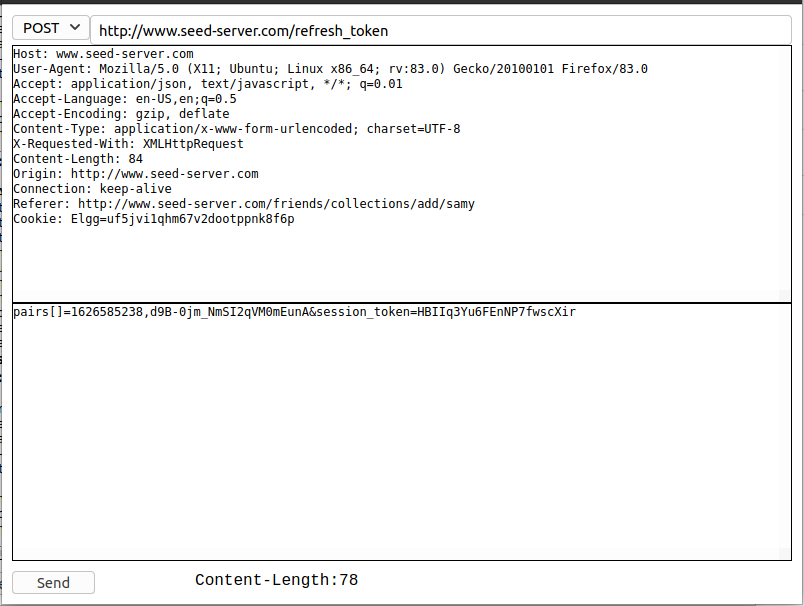 POST
http://www.seed-server.com/refresh_token
Host: www.seed-server.com
User-Agent: Mozilla/5.0 (X11; Ubuntu; Linux x86_64; rv:83.0) Gecko/20100101 Firefox/83.0
Accept: application/json, text/javascript, */*; q=0.01
Accept-Language: en-US,en;q=0.5
Accept-Encoding: gzip, deflate
Content-Type: application/x-www-form-urlencoded; charset=UTF-8
X-Requested-With: XMLHttpRequest
Content-Length: 84
Origin: http://www.seed-server.com
Connection: keep-alive
Referer: http://www.seed-server.com/friends/collections/add/samy
Cookie: Elgg=uf5jvi1qhm67v2dootppnk8f6p
pairs[]=1626585238,d9B-0jm_NmSI2qVM0mEunA&session_token=HBIIq3Yu6FEnNP7fwscXir
Send
Content-Length:78